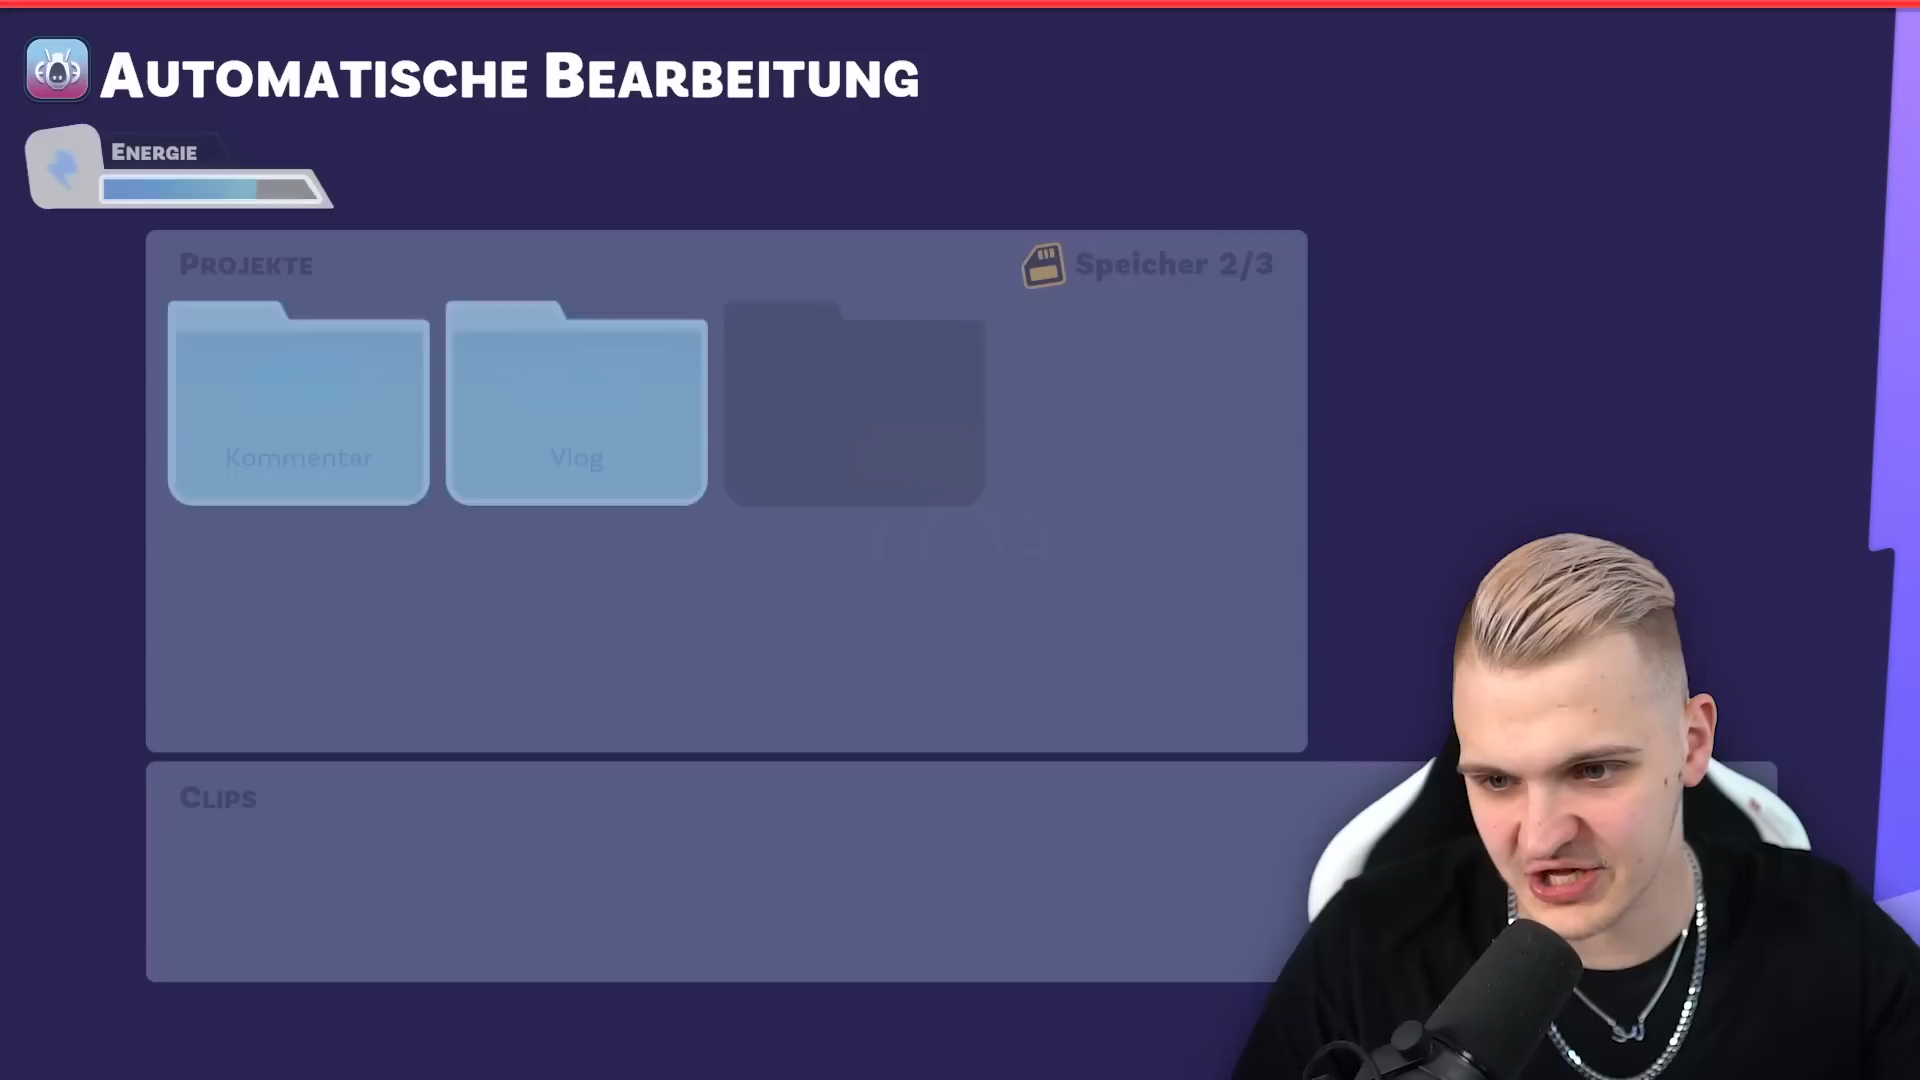 Automatische Bearbeitung
Energie
Projekte
Speicher 2/3
Kommentar
Vlog
Clips